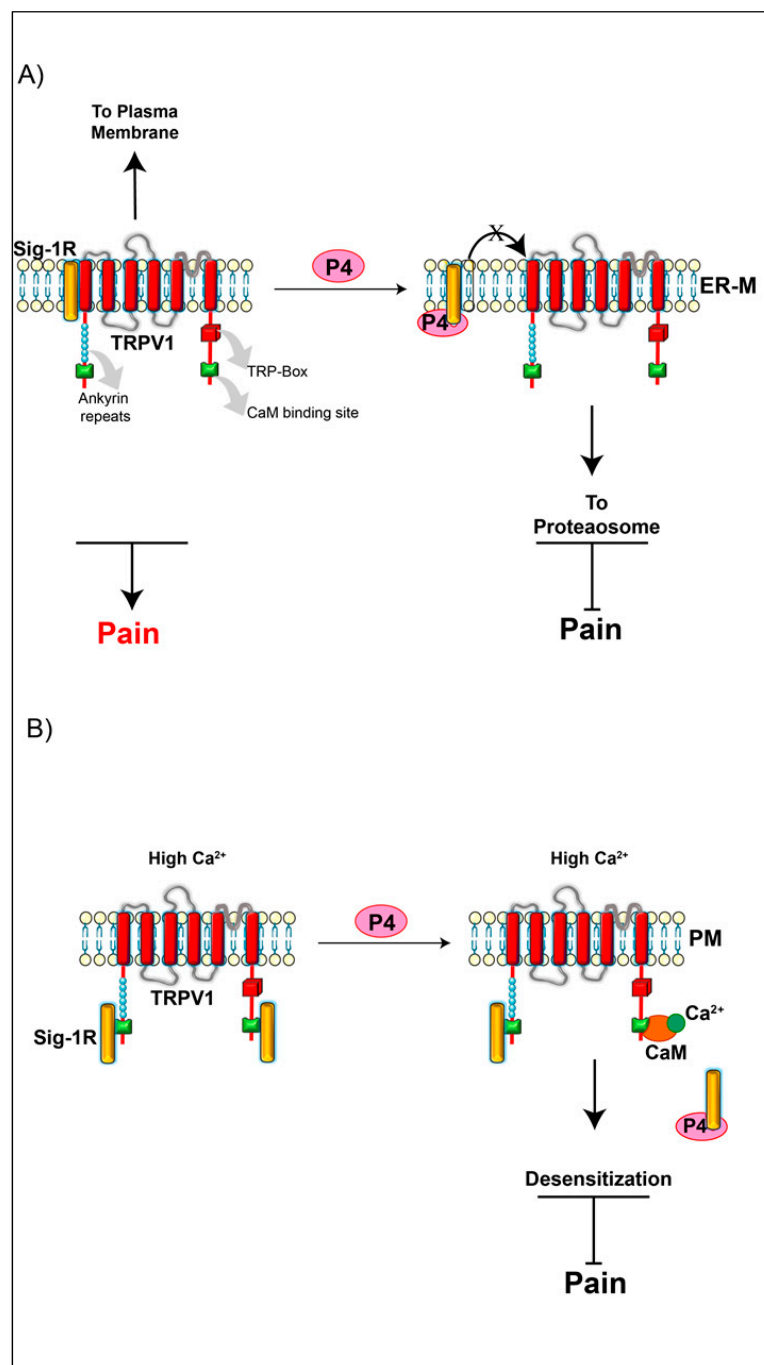 A)
To Plasma
Membrane
Sig-1R
P4
X
P4
ER-M
TRPV1
TRP-Box
Ankyrin
repeats
CaM binding site
To
Proteaosome
Pain
Pain
B)
High Ca²⁺
High Ca²⁺
P4
PM
TRPV1
Sig-1R
Ca²⁺
CaM
P4
Desensitization
Pain